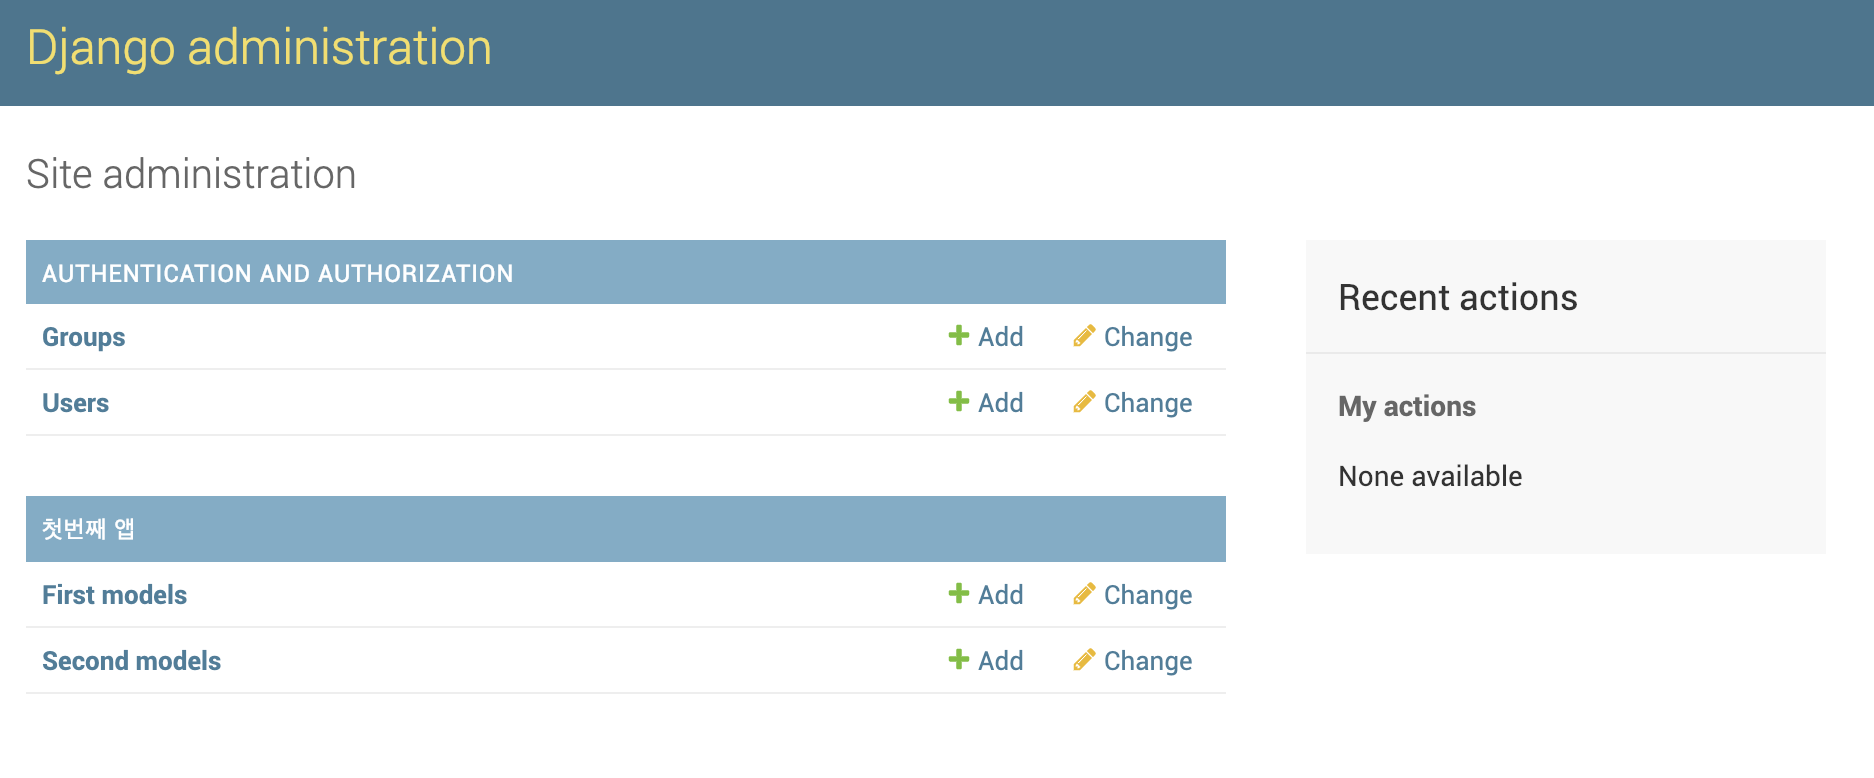 Django administration
Site administration
AUTHENTICATION AND AUTHORIZATION
Groups Add Change
Users Add Change
첫번째 앱
First models Add Change
Second models Add Change
Recent actions
My actions
None available